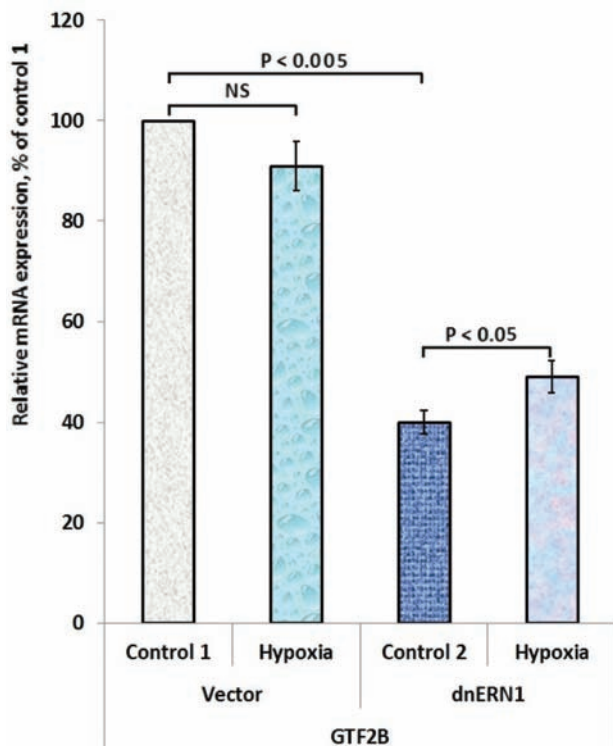 Relative mRNA expression, % of control 1
120
100
80
60
40
20
0
P < 0.005
NS
P < 0.05
Control 1 Hypoxia Control 2 Hypoxia
Vector dnERN1
GTF2B